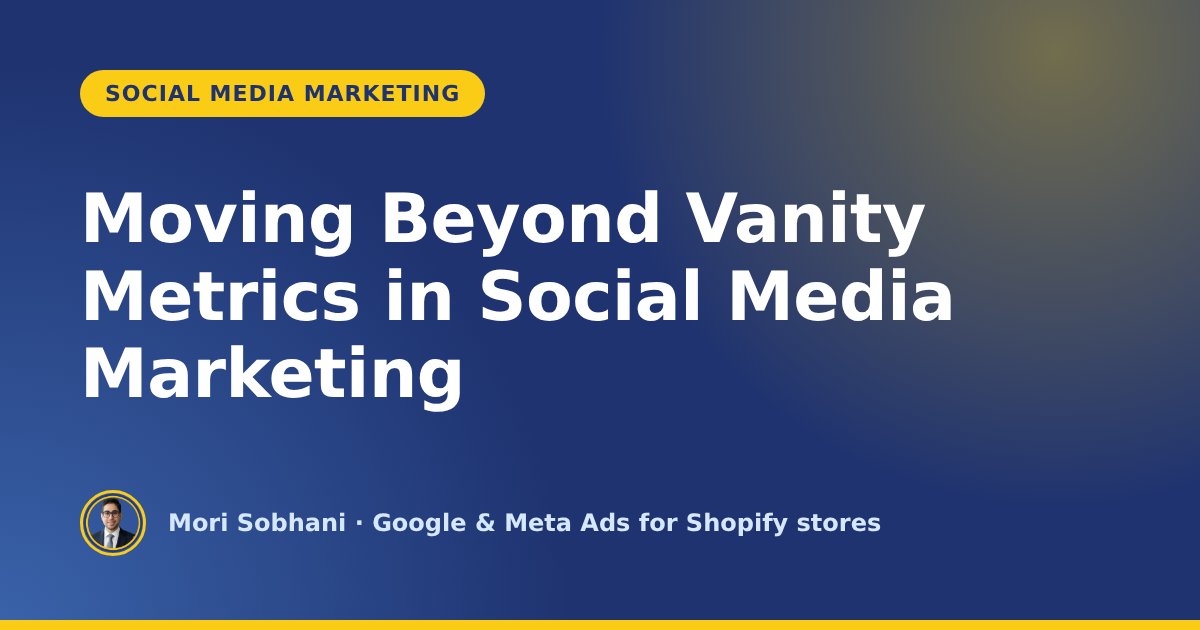 SOCIAL MEDIA MARKETING
Moving Beyond Vanity
Metrics in Social Media
Marketing
Mori Sobhani · Google & Meta Ads for Shopify stores